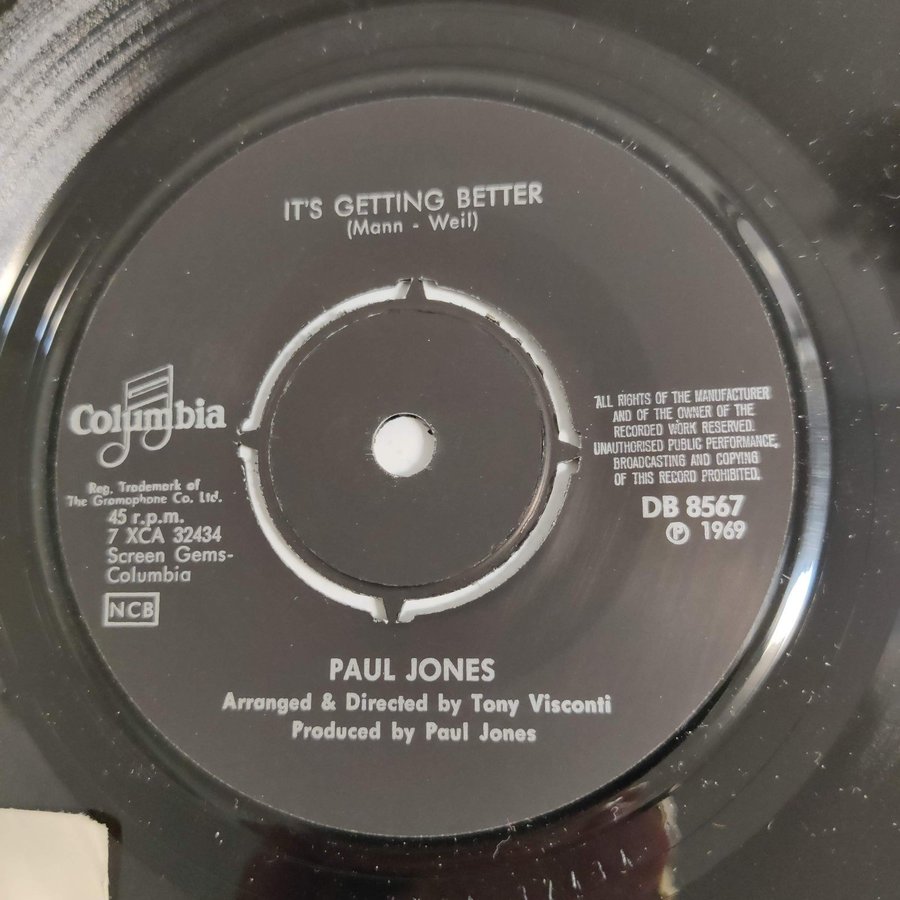 IT'S GETTING BETTER
(Mann - Weil)
Columbia
Reg. Trademark of
The Gramophone Co. Ltd.
45 r.p.m.
7 XCA 32434
Screen Gems-
Columbia
NCB
ALL RIGHTS OF THE MANUFACTURER
AND OF THE OWNER OF THE
RECORDED WORK RESERVED.
UNAUTHORISED PUBLIC PERFORMANCE,
BROADCASTING AND COPYING
OF THIS RECORD PROHIBITED.
DB 8567
℗ 1969
PAUL JONES
Arranged & Directed by Tony Visconti
Produced by Paul Jones